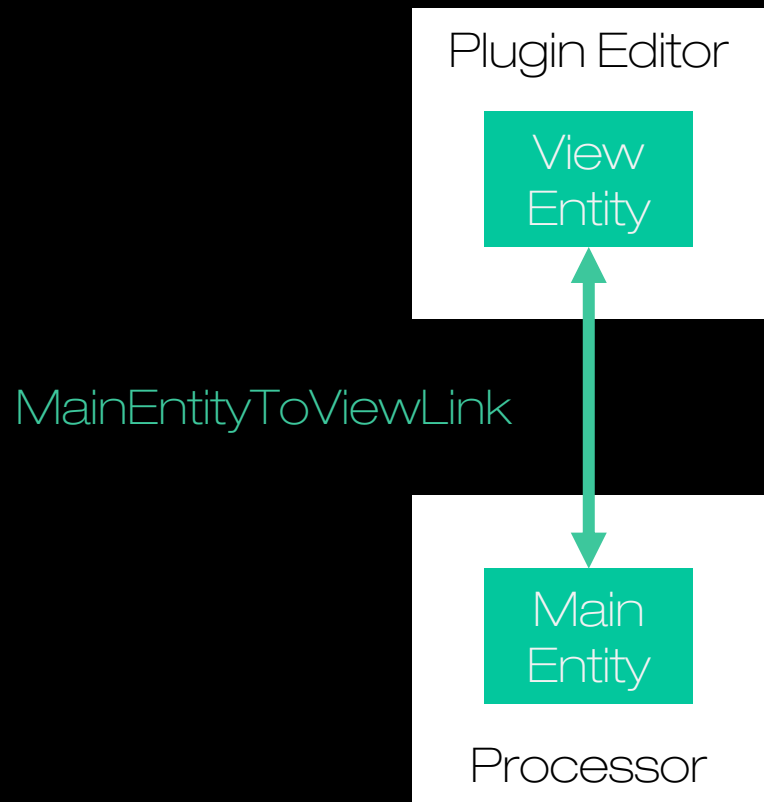 Plugin Editor
View
Entity
MainEntityToViewLink
Main
Entity
Processor